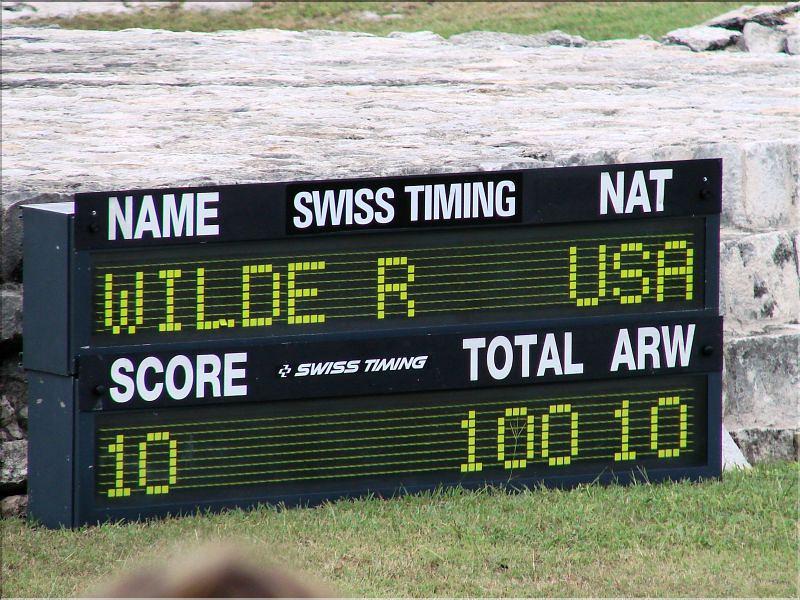 NAME SWISS TIMING NAT
WILDE R USA
SCORE SWISS TIMING TOTAL ARW
10 100 10